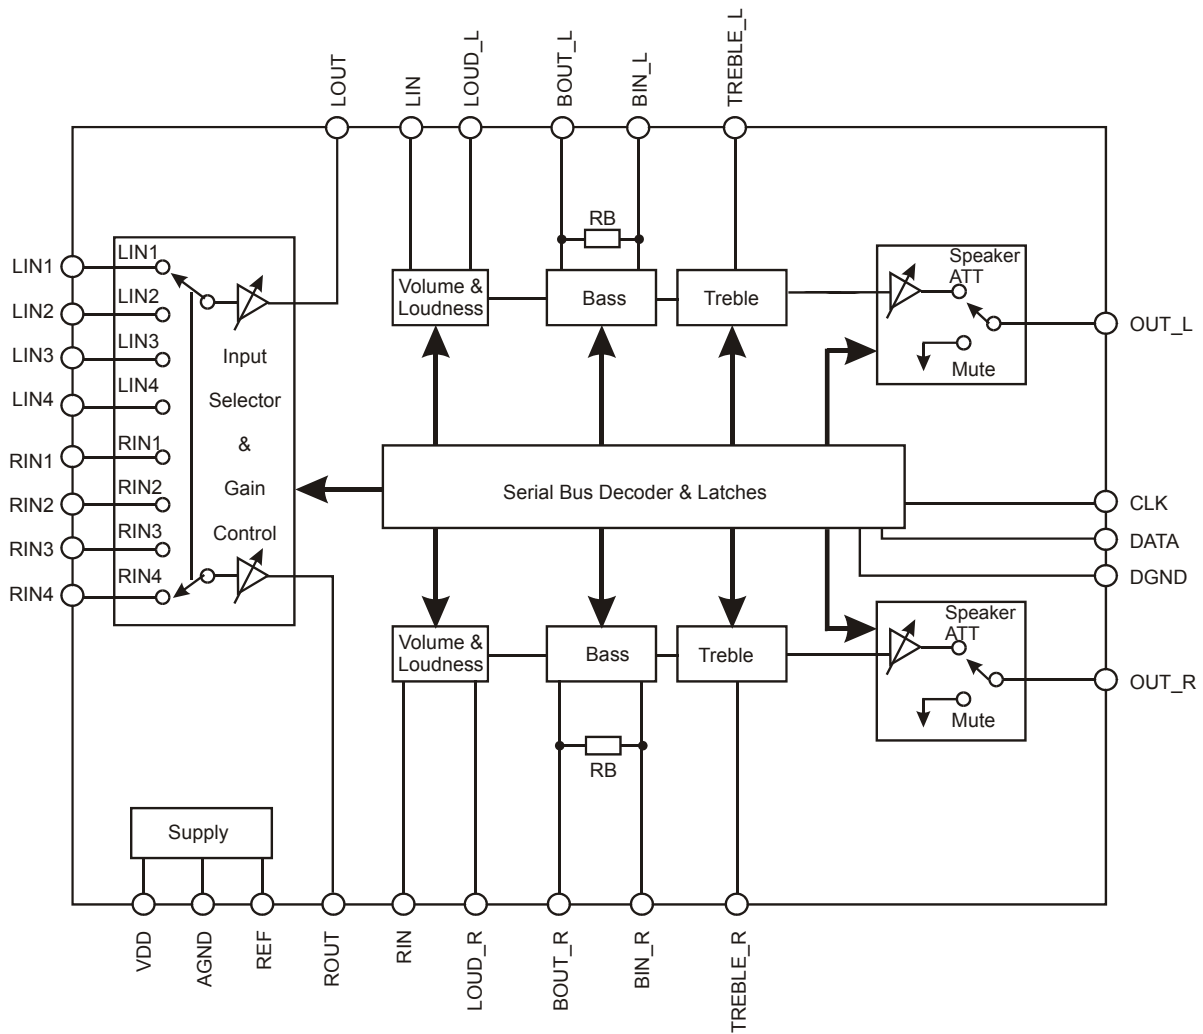 LOUT
LIN
LOUD_L
BOUT_L
BIN_L
TREBLE_L
RB
LIN1
LIN1
LIN2
LIN2
LIN3
LIN3
LIN4
LIN4
RIN1
RIN1
RIN2
RIN2
RIN3
RIN3
RIN4
RIN4
Input
Selector
&
Gain
Control
Volume &
Loudness
Bass
Treble
Speaker
ATT
Mute
OUT_L
Serial Bus Decoder & Latches
CLK
DATA
DGND
Volume &
Loudness
Bass
Treble
Speaker
ATT
Mute
OUT_R
RB
Supply
VDD
AGND
REF
ROUT
RIN
LOUD_R
BOUT_R
BIN_R
TREBLE_R